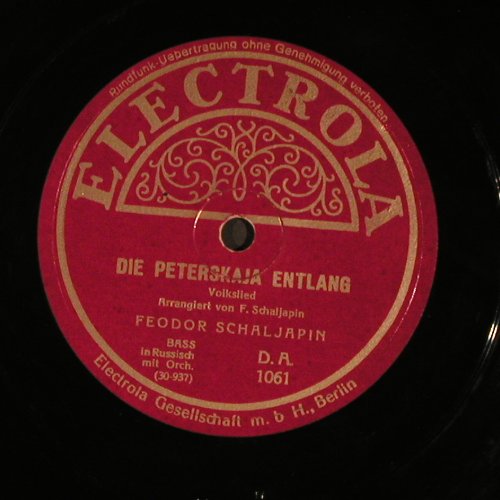 Rundfunk-Uebertragung ohne Genehmigung verboten
ELECTROLA
DIE PETERSKAJA ENTLANG
Volkslied
Arrangiert von F. Schaljapin
FEODOR SCHALJAPIN
BASS
in Russisch
mit Orch.
(30-937)
D. A.
1061
Electrola Gesellschaft m. b H., Berlin